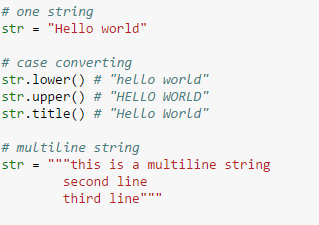 # one string
str = "Hello world"
# case converting
str.lower() # "hello world"
str.upper() # "HELLO WORLD"
str.title() # "Hello World"
# multiline string
str = """this is a multiline string
second line
third line"""